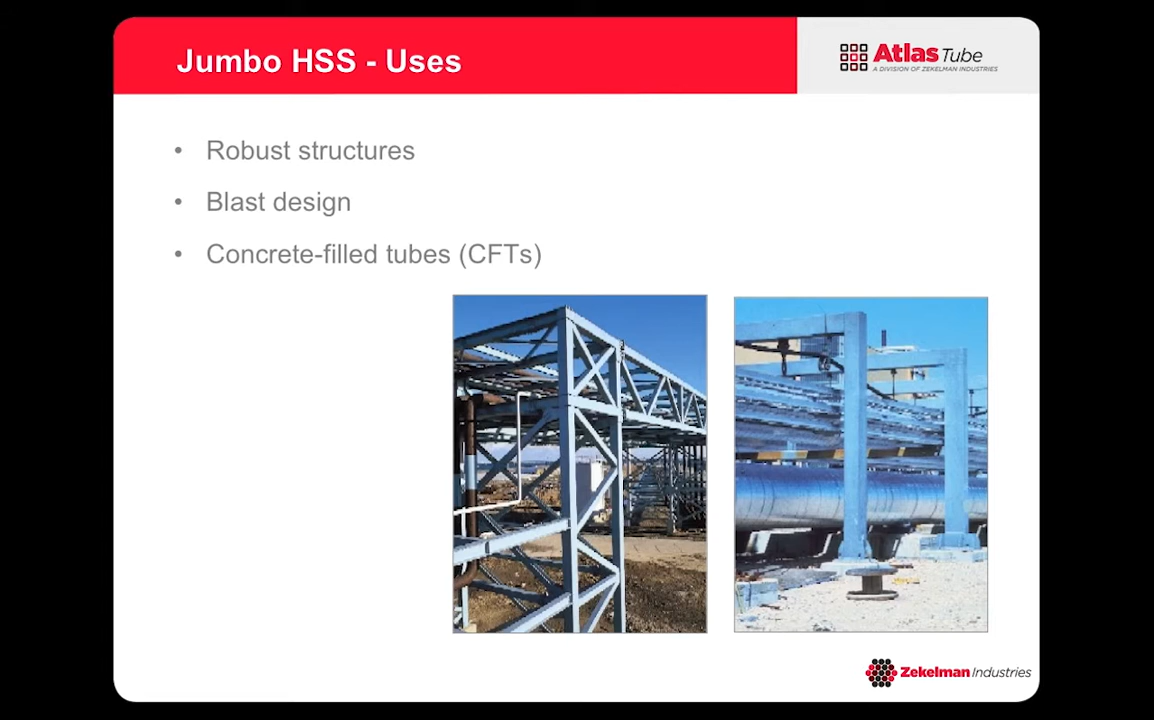 Jumbo HSS - Uses
Atlas Tube
A DIVISION OF ZEKELMAN INDUSTRIES
• Robust structures
• Blast design
• Concrete-filled tubes (CFTs)
Zekelman Industries